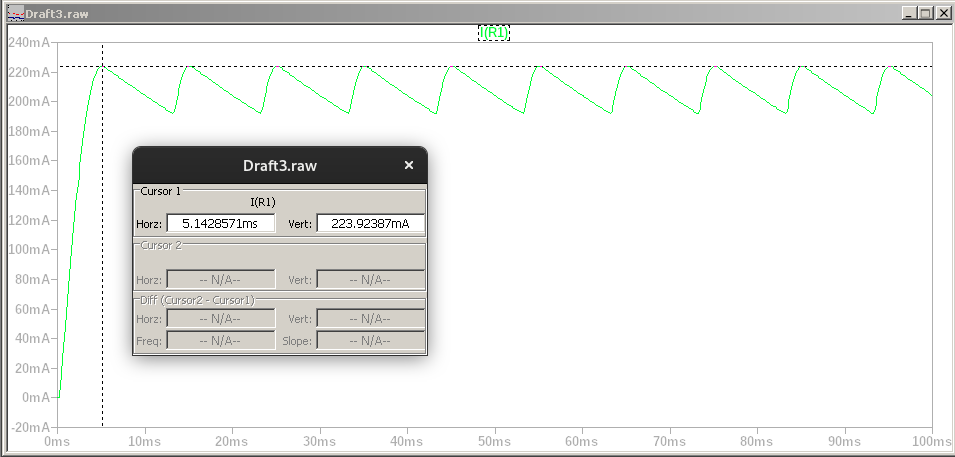 Draft3.raw
I(R1)
240mA
220mA
200mA
180mA
160mA
140mA
120mA
100mA
80mA
60mA
40mA
20mA
0mA
-20mA
0ms 10ms 20ms 30ms 40ms 50ms 60ms 70ms 80ms 90ms 100ms
Draft3.raw
Cursor 1
I(R1)
Horz: 5.1428571ms Vert: 223.92387mA
Cursor 2
Horz: -- N/A-- Vert: -- N/A--
Diff (Cursor2 - Cursor1)
Horz: -- N/A-- Vert: -- N/A--
Freq: -- N/A-- Slope: -- N/A--